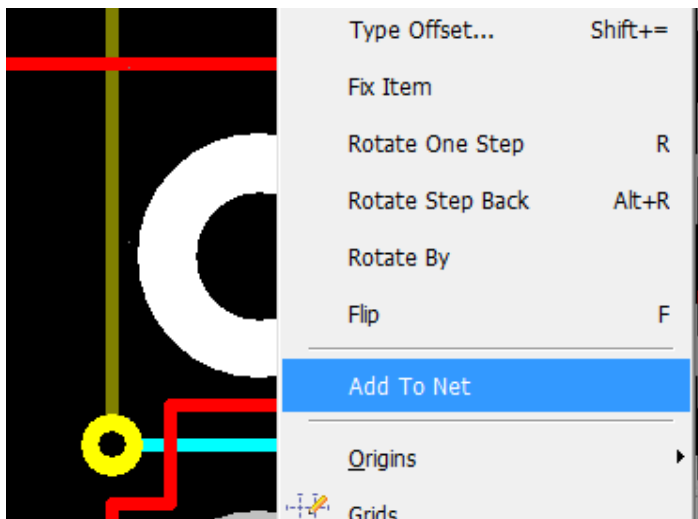 Type Offset... Shift+=
Fix Item
Rotate One Step R
Rotate Step Back Alt+R
Rotate By
Flip F
Add To Net
Origins
Grids